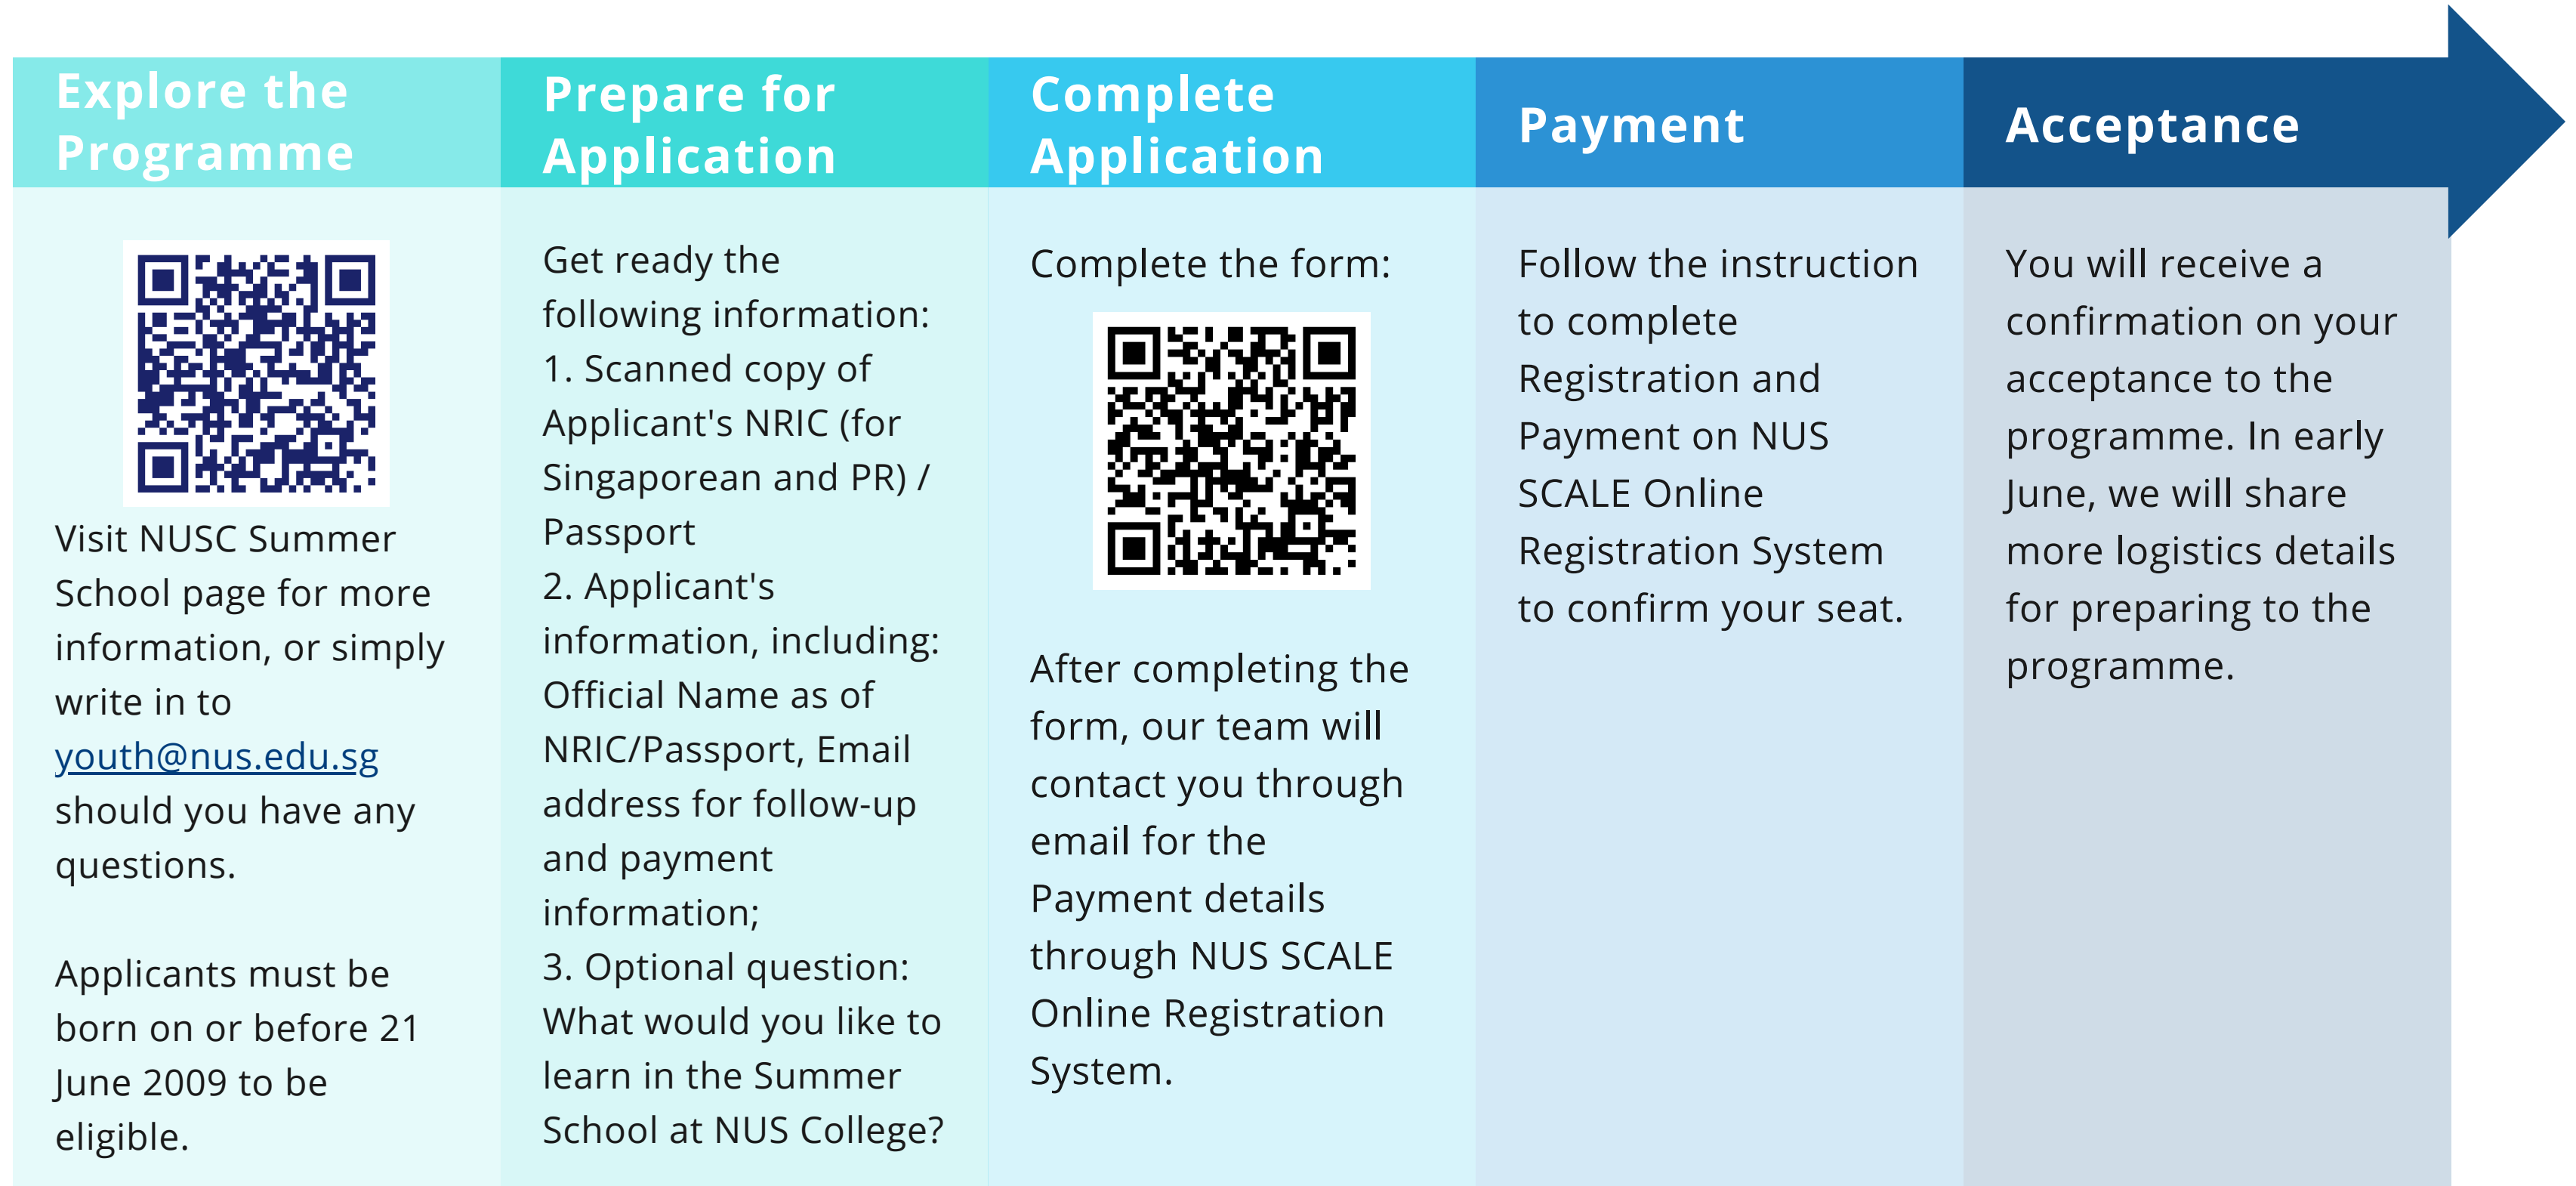 Explore the
Programme
Visit NUSC Summer
School page for more
information, or simply
write in to
youth@nus.edu.sg
should you have any
questions.
Applicants must be
born on or before 21
June 2009 to be
eligible.
Prepare for
Application
Get ready the
following information:
1. Scanned copy of
Applicant's NRIC (for
Singaporean and PR) /
Passport
2. Applicant's
information, including:
Official Name as of
NRIC/Passport, Email
address for follow-up
and payment
information;
3. Optional question:
What would you like to
learn in the Summer
School at NUS College?
Complete
Application
Complete the form:
After completing the
form, our team will
contact you through
email for the
Payment details
through NUS SCALE
Online Registration
System.
Payment
Follow the instruction
to complete
Registration and
Payment on NUS
SCALE Online
Registration System
to confirm your seat.
Acceptance
You will receive a
confirmation on your
acceptance to the
programme. In early
June, we will share
more logistics details
for preparing to the
programme.